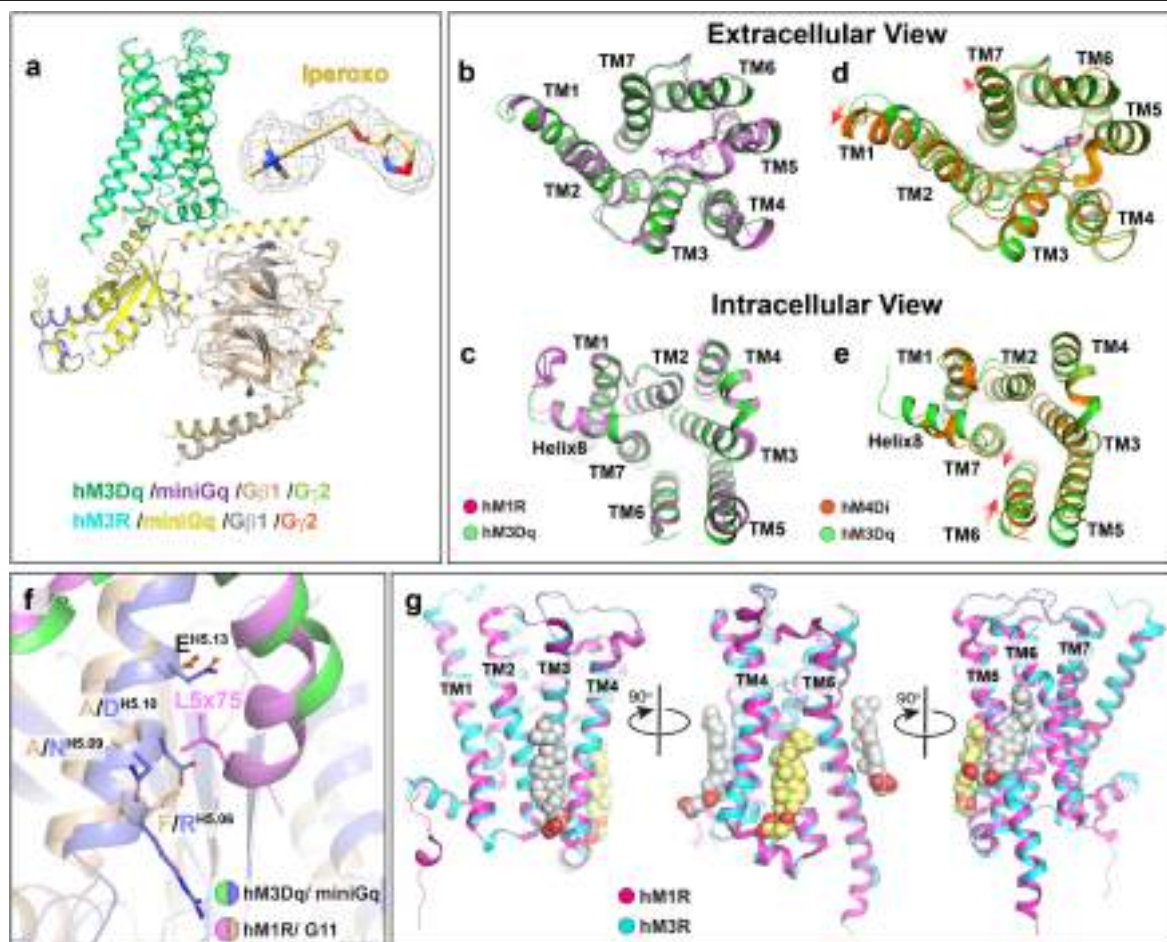 a
Iperoxo
hM3Dq /miniGq /Gβ1 /Gγ2
hM3R /miniGq /Gβ1 /Gγ2
Extracellular View
b
TM1
TM7
TM6
TM2
TM5
TM4
TM3
d
TM7
TM6
TM5
TM1
TM2
TM4
TM3
Intracellular View
c
TM1
TM2
TM4
Helix8
TM7
TM3
TM6
TM5
hM1R
hM3Dq
e
TM1
TM2
TM4
Helix8
TM7
TM3
TM6
TM5
hM4Di
hM3Dq
f
E^H5.13
L5x75
A/D^H5.10
A/N^H5.09
F/R^H5.06
hM3Dq/ miniGq
hM1R/ G11
g
TM1
TM2
TM3
TM4
90°
TM4
90°
TM6
TM7
hM1R
hM3R